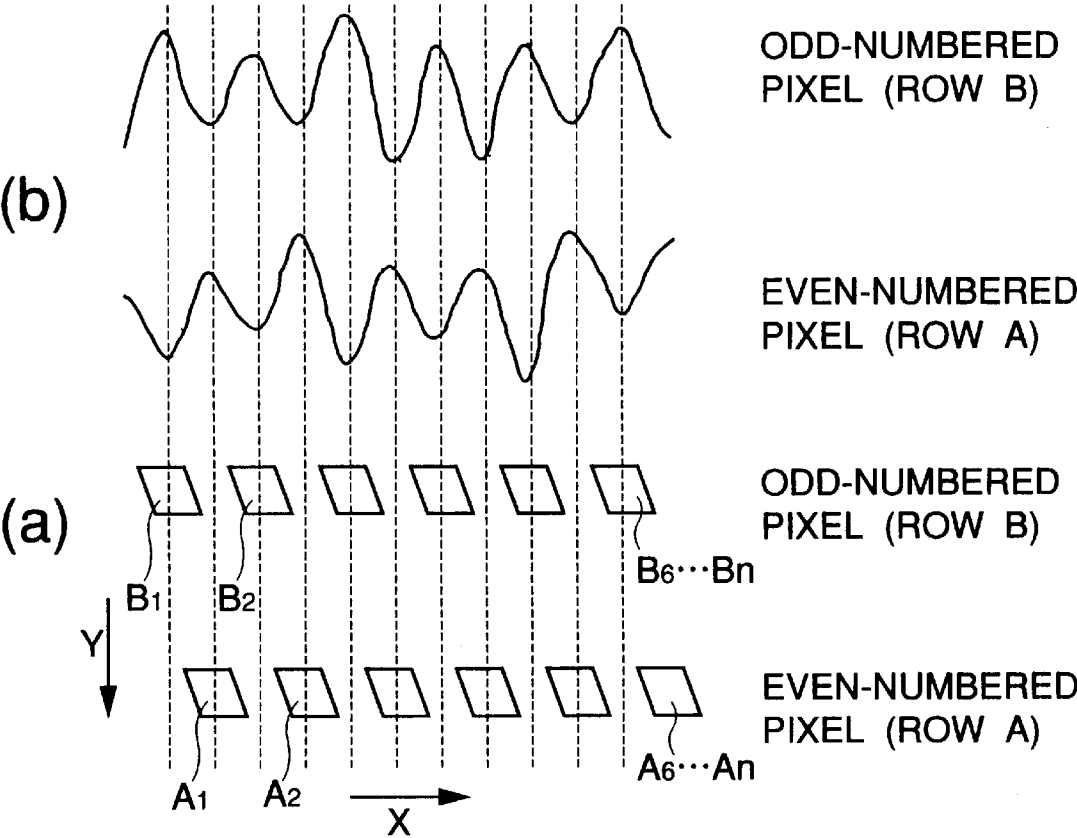 ODD-NUMBERED
PIXEL (ROW B)
(b)
EVEN-NUMBERED
PIXEL (ROW A)
ODD-NUMBERED
PIXEL (ROW B)
(a)
B1
B2
B6···Bn
Y
EVEN-NUMBERED
PIXEL (ROW A)
A1
A2
A6···An
X